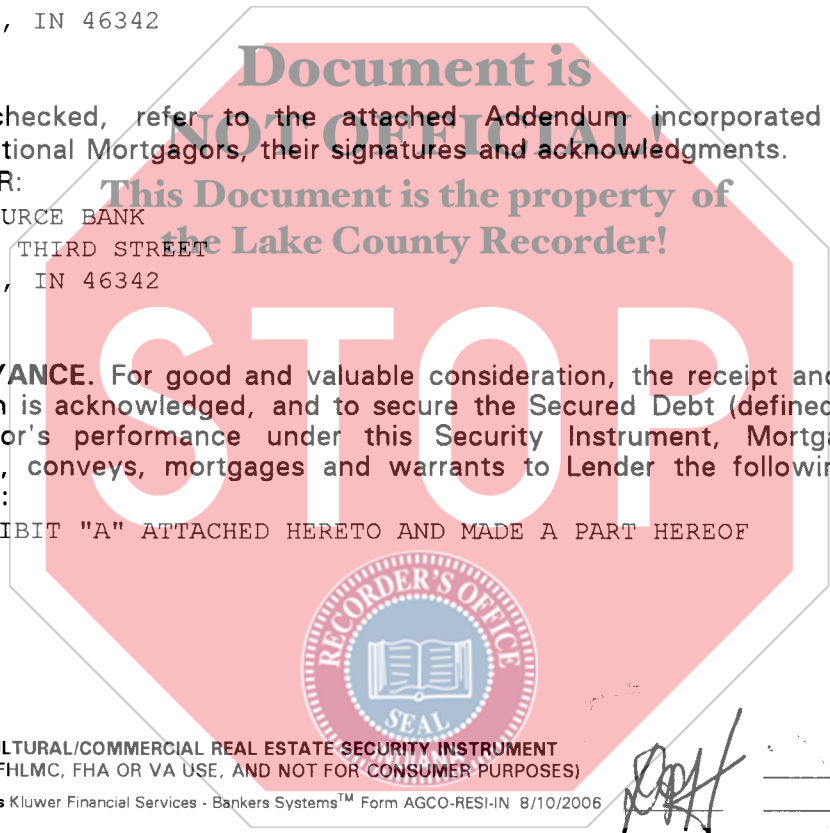 , IN 46342
Document is
checked, refer to the attached Addendum incorporated
NOT OFFICIAL!
tional Mortgagors, their signatures and acknowledgments.
R:
This Document is the property of
URCE BANK
THIRD STREET
the Lake County Recorder!
, IN 46342
STOP
YANCE. For good and valuable consideration, the receipt and
n is acknowledged, and to secure the Secured Debt (defined
or's performance under this Security Instrument, Mortga
, conveys, mortgages and warrants to Lender the followin
:
IBIT "A" ATTACHED HERETO AND MADE A PART HEREOF
RECORDER'S OFFICE
SEAL
INDIANA
LTURAL/COMMERCIAL REAL ESTATE SECURITY INSTRUMENT
FHLMC, FHA OR VA USE, AND NOT FOR CONSUMER PURPOSES)
s Kluwer Financial Services - Bankers Systems™ Form AGCO-RESI-IN 8/10/2006